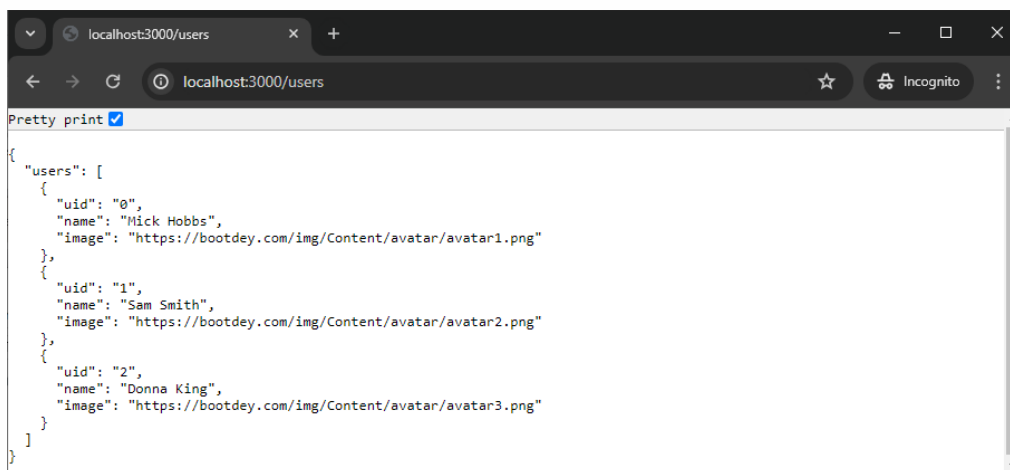 localhost:3000/users
localhost:3000/users
Incognito
Pretty print
{
  "users": [
    {
      "uid": "0",
      "name": "Mick Hobbs",
      "image": "https://bootdey.com/img/Content/avatar/avatar1.png"
    },
    {
      "uid": "1",
      "name": "Sam Smith",
      "image": "https://bootdey.com/img/Content/avatar/avatar2.png"
    },
    {
      "uid": "2",
      "name": "Donna King",
      "image": "https://bootdey.com/img/Content/avatar/avatar3.png"
    }
  ]
}